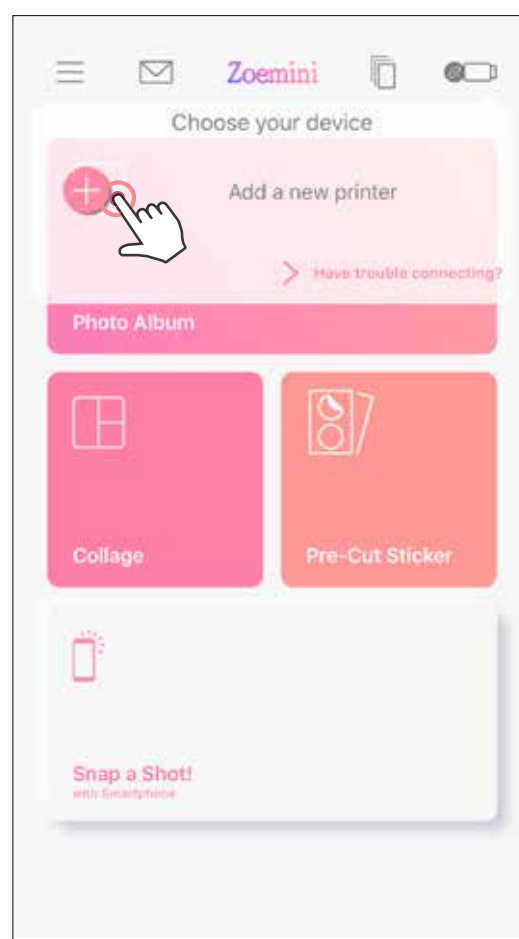 Zoemini
Choose your device
Add a new printer
Have trouble connecting?
Photo Album
Collage
Pre-Cut Sticker
Snap a Shot!
with Smartphone